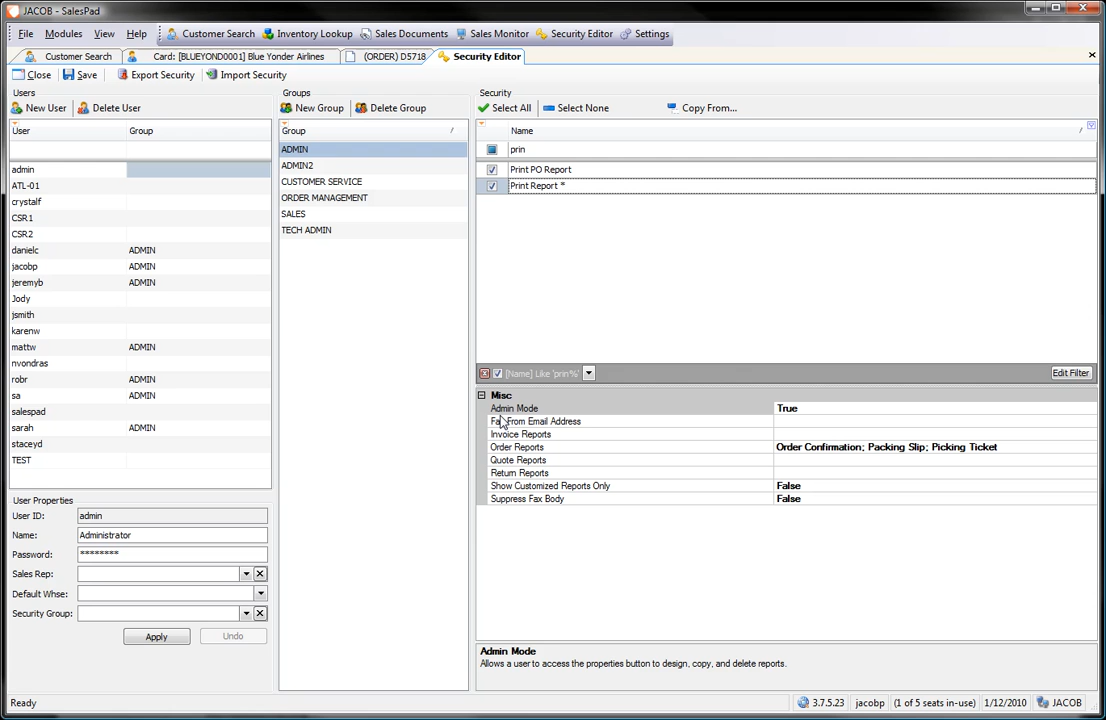 JACOB - SalesPad
File Modules View Help Customer Search Inventory Lookup Sales Documents Sales Monitor Security Editor Settings
Customer Search Card: [BLUEYOND0001] Blue Yonder Airlines (ORDER) D5718 Security Editor
Close Save Export Security Import Security
Users Groups Security
New User Delete User New Group Delete Group Select All Select None Copy From...
User Group Group / Name /
ADMIN prin
admin ADMIN2 Print PO Report
ATL-01 CUSTOMER SERVICE Print Report *
crystalf ORDER MANAGEMENT
CSR1 SALES
CSR2 TECH ADMIN
danielc ADMIN
jacobp ADMIN
jeremyb ADMIN
Jody
jsmith
karenw
mattw ADMIN
nvondras
robr ADMIN
sa ADMIN
salespad
sarah ADMIN
staceyd
TEST
[Name] Like 'prin%' Edit Filter
Misc
Admin Mode True
Fax From Email Address
Invoice Reports
Order Reports Order Confirmation; Packing Slip; Picking Ticket
Quote Reports
Return Reports
Show Customized Reports Only False
Suppress Fax Body False
User Properties
User ID: admin
Name: Administrator
Password: ********
Sales Rep:
Default Whse:
Security Group:
Apply Undo
Admin Mode
Allows a user to access the properties button to design, copy, and delete reports.
Ready 3.7.5.23 jacobp (1 of 5 seats in-use) 1/12/2010 JACOB